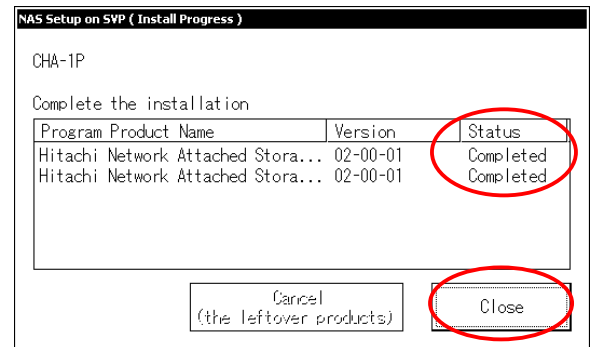 NAS Setup on SVP ( Install Progress )
CHA-1P
Complete the installation
Program Product Name Version Status
Hitachi Network Attached Stora... 02-00-01 Completed
Hitachi Network Attached Stora... 02-00-01 Completed
Cancel
(the leftover products)
Close